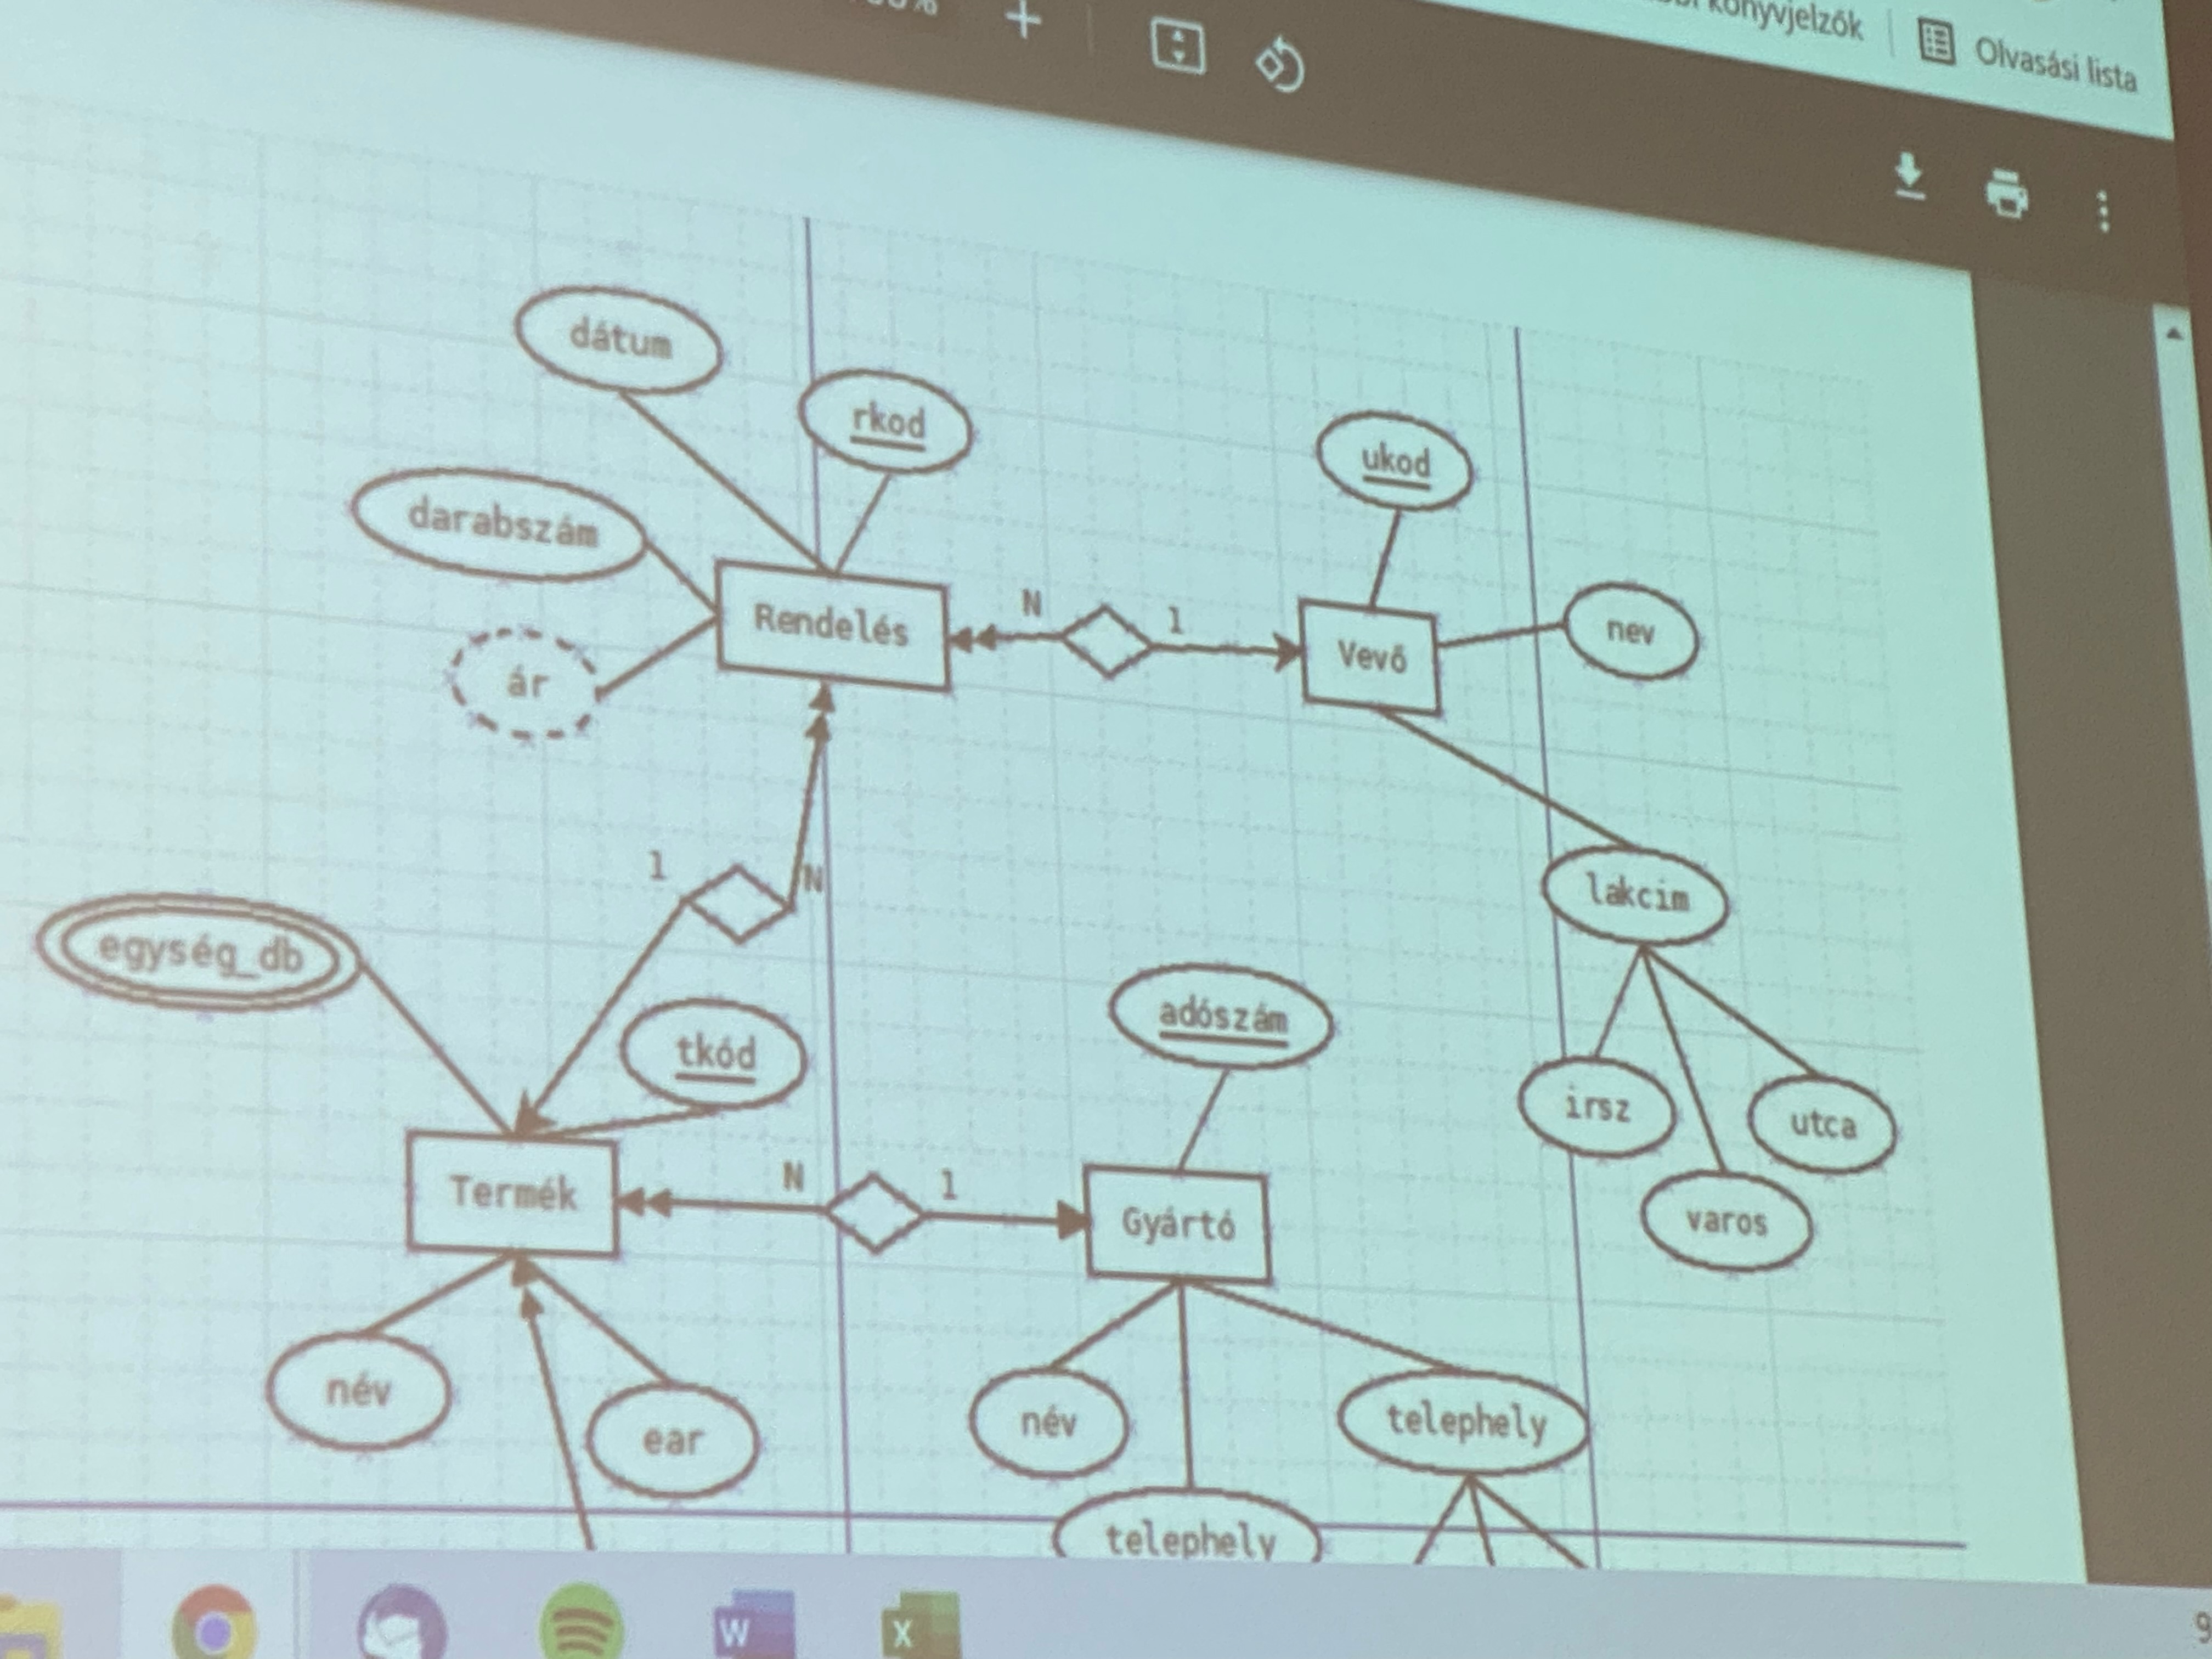 könyvjelzők
Olvasási lista
dátum
rkod
ukod
darabszám
Rendelés
N
1
Vevő
nev
ár
1
N
lakcim
egység_db
tkód
adószám
irsz
utca
varos
Termék
N
1
Gyártó
név
ear
név
telephely
telephely
W
X
9